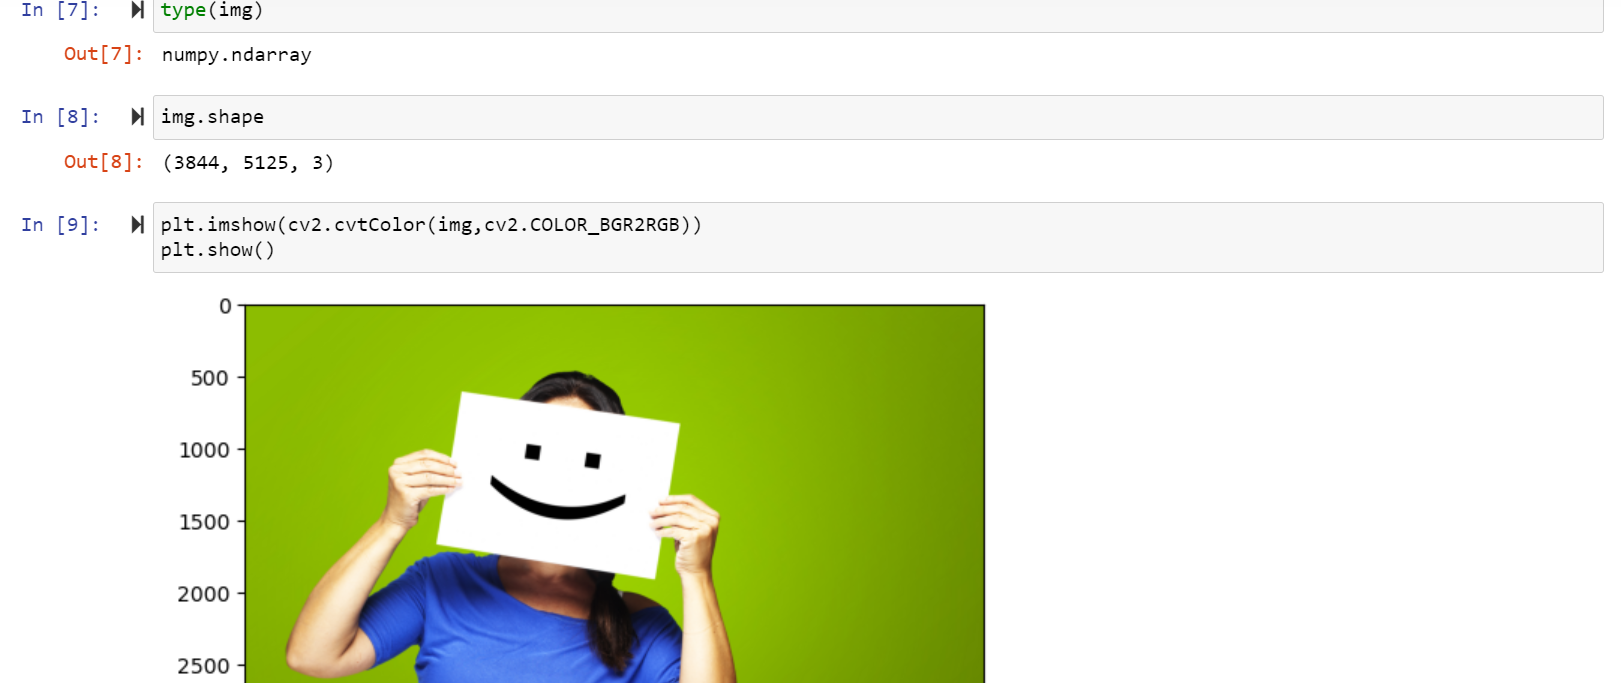 In [7]: type(img)
Out[7]: numpy.ndarray
In [8]: img.shape
Out[8]: (3844, 5125, 3)
In [9]: plt.imshow(cv2.cvtColor(img,cv2.COLOR_BGR2RGB))
plt.show()
0
500
1000
1500
2000
2500